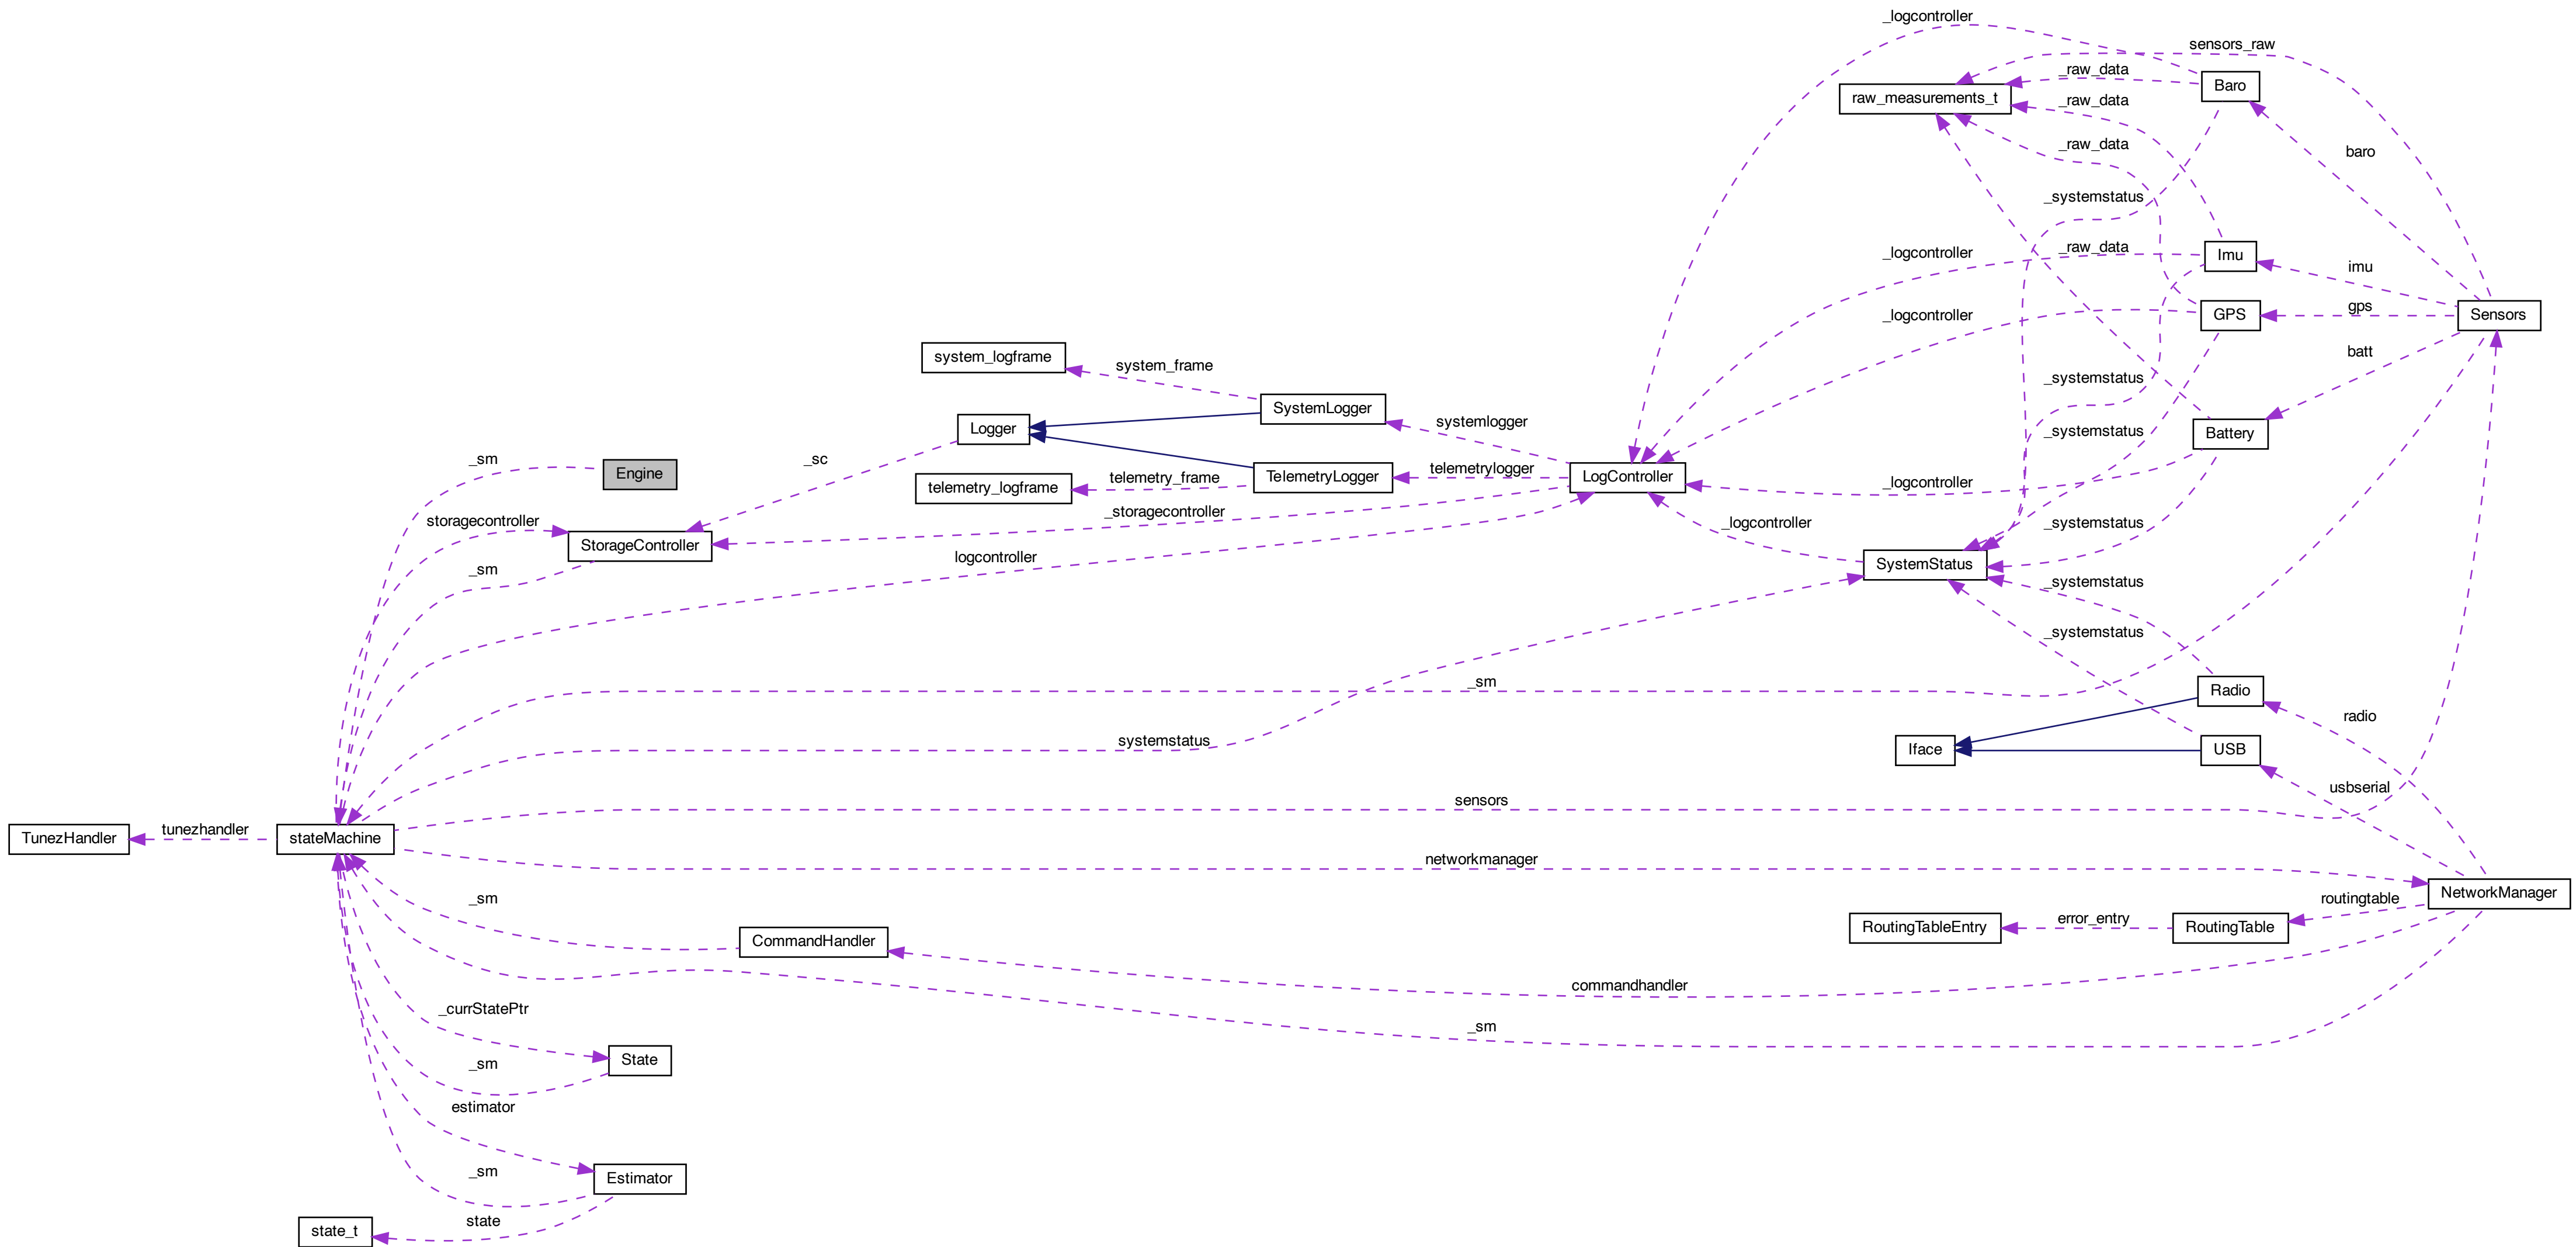 _logcontroller
sensors_raw
_raw_data
Baro
raw_measurements_t
_raw_data
_raw_data
baro
_systemstatus
_raw_data
_logcontroller
Imu
imu
gps
_logcontroller
GPS
Sensors
system_logframe
system_frame
batt
_systemstatus
SystemLogger
systemlogger
Logger
_systemstatus
Battery
_sm
_sc
Engine
telemetrylogger
telemetry_frame
TelemetryLogger
LogController
telemetry_logframe
_logcontroller
storagecontroller
_storagecontroller
_logcontroller
_systemstatus
StorageController
logcontroller
SystemStatus
_sm
_systemstatus
_systemstatus
_sm
Radio
radio
systemstatus
Iface
USB
usbserial
sensors
TunezHandler
tunezhandler
stateMachine
networkmanager
NetworkManager
_sm
routingtable
error_entry
RoutingTableEntry
RoutingTable
CommandHandler
commandhandler
_currStatePtr
_sm
State
_sm
estimator
_sm
Estimator
state
state_t